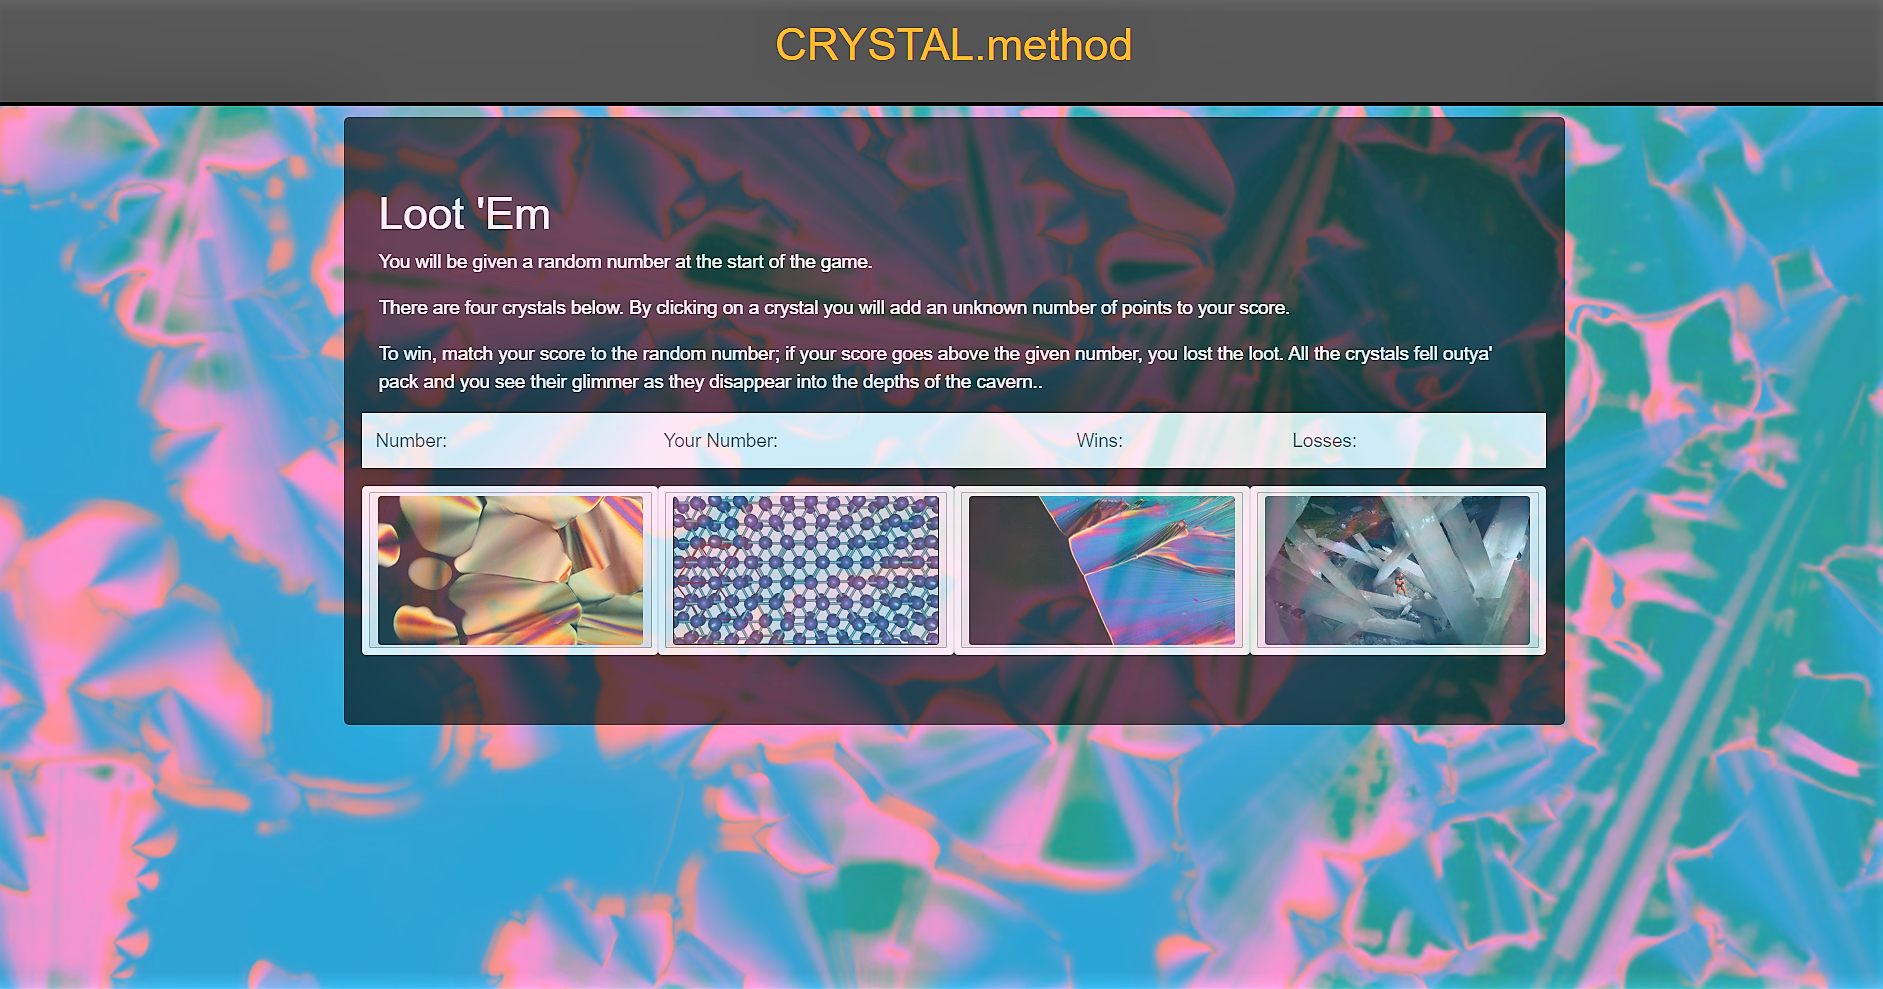 CRYSTAL.method
Loot 'Em
You will be given a random number at the start of the game.
There are four crystals below. By clicking on a crystal you will add an unknown number of points to your score.
To win, match your score to the random number; if your score goes above the given number, you lost the loot. All the crystals fell outya'
pack and you see their glimmer as they disappear into the depths of the cavern..
Number: Your Number: Wins: Losses: